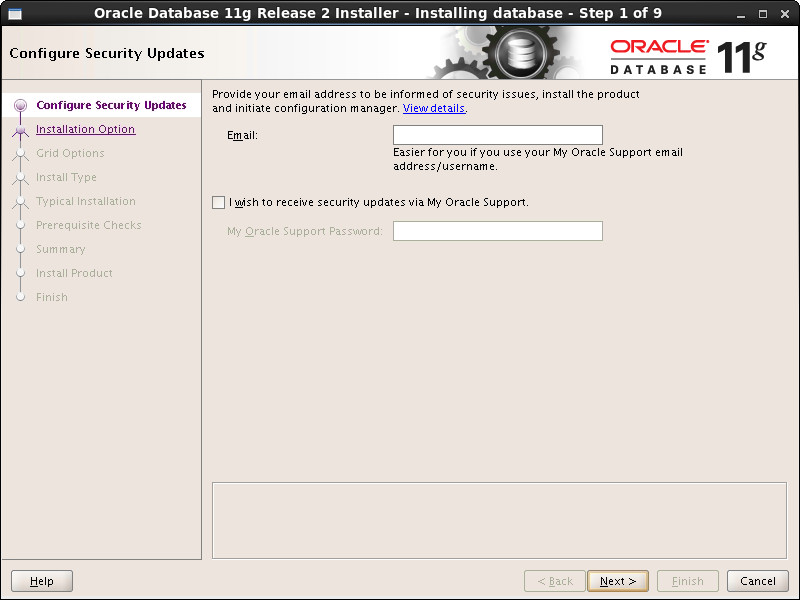 Oracle Database 11g Release 2 Installer - Installing database - Step 1 of 9
Configure Security Updates
ORACLE
DATABASE
11g
Configure Security Updates
Installation Option
Grid Options
Install Type
Typical Installation
Prerequisite Checks
Summary
Install Product
Finish
Provide your email address to be informed of security issues, install the product
and initiate configuration manager. View details.
Email:
Easier for you if you use your My Oracle Support email
address/username.
I wish to receive security updates via My Oracle Support.
My Oracle Support Password:
Help
< Back
Next >
Finish
Cancel